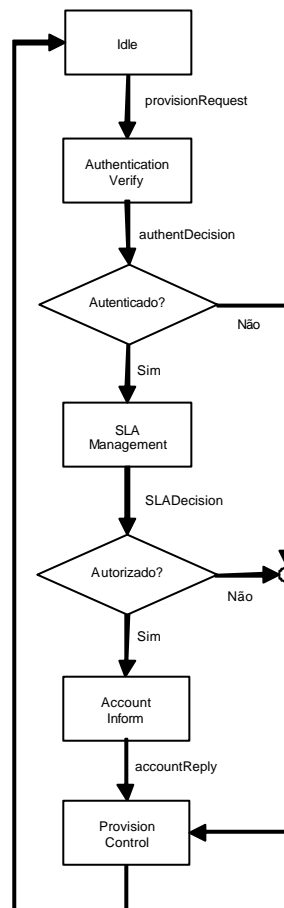 Idle
provisionRequest
Authentication
Verify
authentDecision
Autenticado?
Não
Sim
SLA
Management
SLADecision
Autorizado?
Não
Sim
Account
Inform
accountReply
Provision
Control